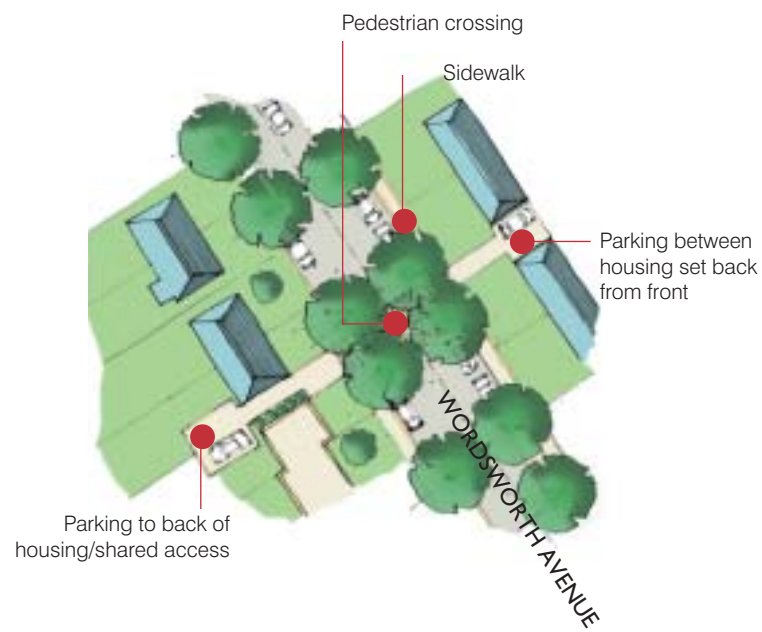 Pedestrian crossing
Sidewalk
Parking between
housing set back
from front
WORDSWORTH AVENUE
Parking to back of
housing/shared access